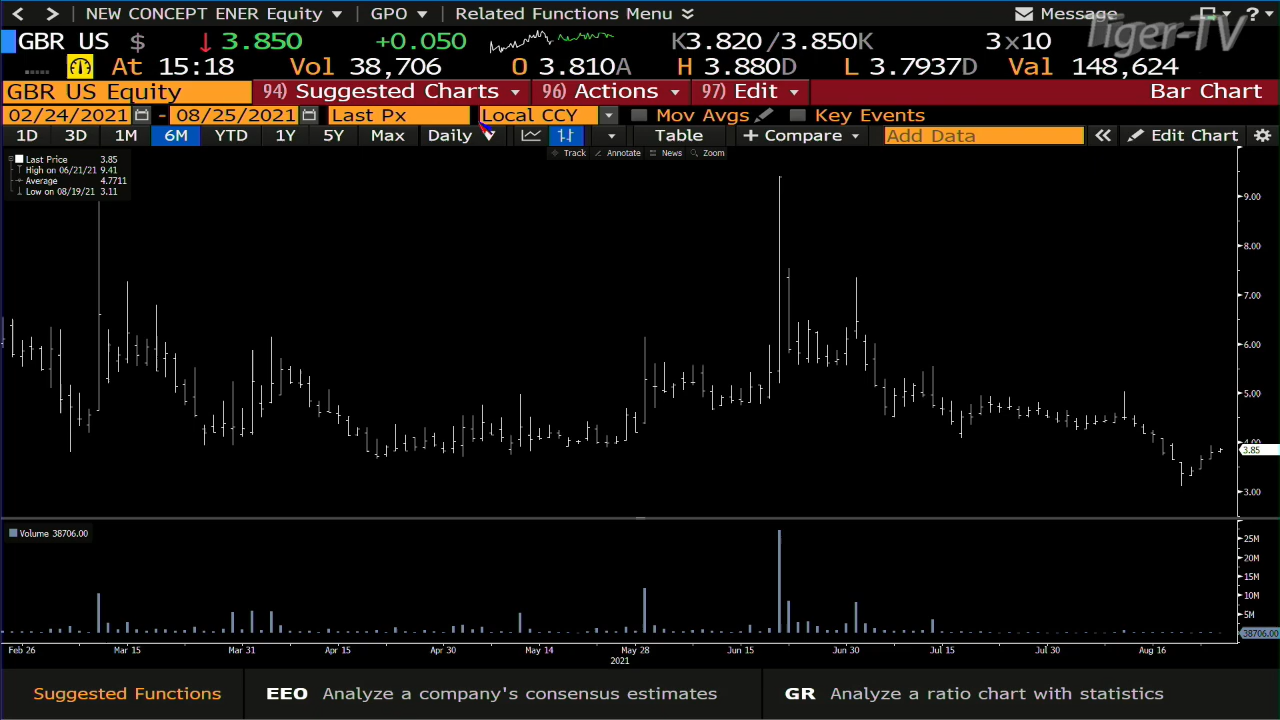 < > NEW CONCEPT ENER Equity GPO Related Functions Menu Message ?
GBR US $ ↓ 3.850 +0.050 K3.820 /3.850K 3x10 Tiger-TV
At 15:18 Vol 38,706 O 3.810A H 3.880D L 3.7937D Val 148,624
GBR US Equity 94) Suggested Charts 96) Actions 97) Edit Bar Chart
02/24/2021 - 08/25/2021 Last Px Local CCY Mov Avgs Key Events
1D 3D 1M 6M YTD 1Y 5Y Max Daily Table + Compare Add Data « Edit Chart
Track Annotate News Zoom
Last Price 3.85
High on 06/21/21 9.41
Average 4.7711
Low on 08/19/21 3.11
9.00
8.00
7.00
6.00
5.00
4.00
3.85
3.00
Volume 38706.00
25M
20M
15M
10M
5M
38706.00
Feb 26 Mar 15 Mar 31 Apr 15 Apr 30 May 14 May 28 Jun 15 Jun 30 Jul 15 Jul 30 Aug 16
2021
Suggested Functions EEO Analyze a company's consensus estimates GR Analyze a ratio chart with statistics